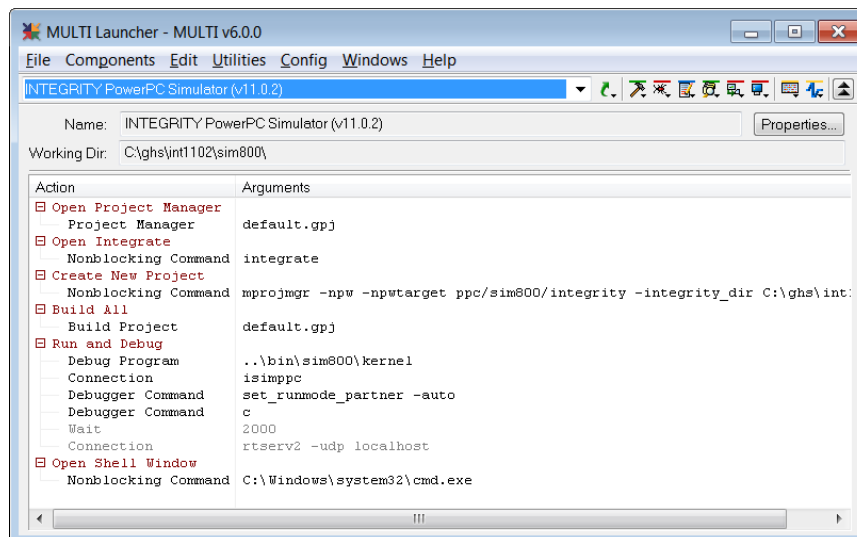 MULTI Launcher - MULTI v6.0.0
File Components Edit Utilities Config Windows Help
INTEGRITY PowerPC Simulator (v11.0.2)
Name: INTEGRITY PowerPC Simulator (v11.0.2) Properties...
Working Dir: C:\ghs\int1102\sim800\
Action Arguments
Open Project Manager
Project Manager default.gpj
Open Integrate
Nonblocking Command integrate
Create New Project
Nonblocking Command mprojmgr -npw -npwtarget ppc/sim800/integrity -integrity_dir C:\ghs\int
Build All
Build Project default.gpj
Run and Debug
Debug Program ..\bin\sim800\kernel
Connection isimppc
Debugger Command set_runmode_partner -auto
Debugger Command c
Wait 2000
Connection rtserv2 -udp localhost
Open Shell Window
Nonblocking Command C:\Windows\system32\cmd.exe